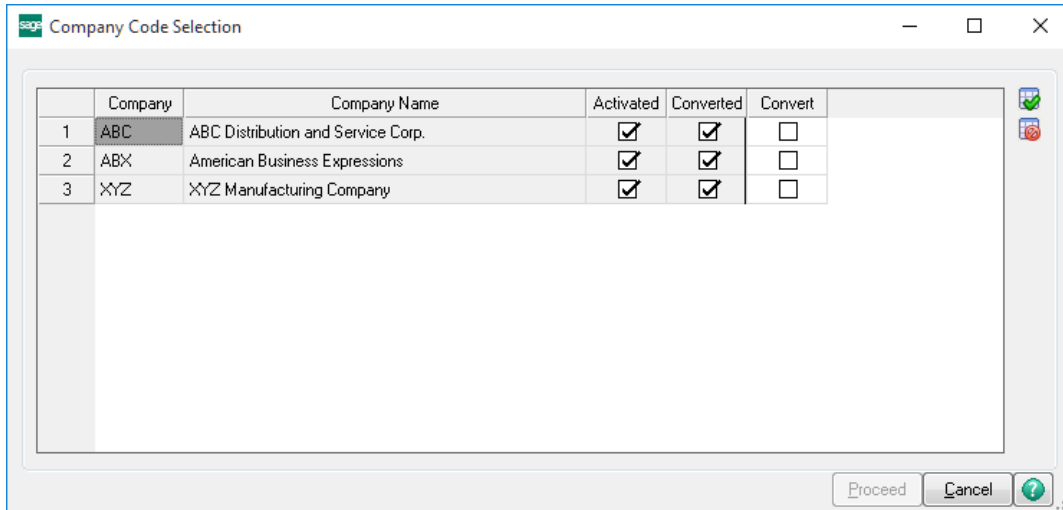 sage Company Code Selection
Company Company Name Activated Converted Convert
1 ABC ABC Distribution and Service Corp.
2 ABX American Business Expressions
3 XYZ XYZ Manufacturing Company
Proceed Cancel ?